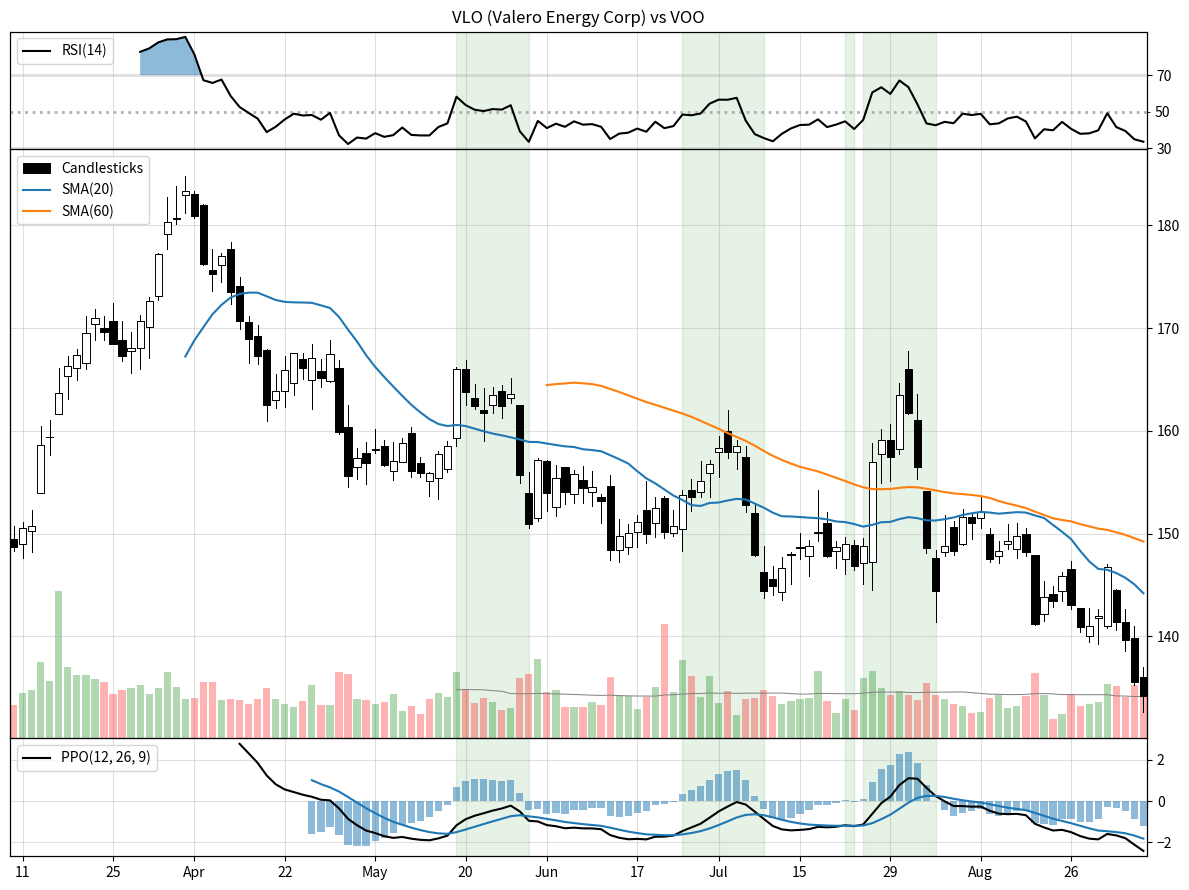 VLO (Valero Energy Corp) vs VOO
RSI(14)
70
50
30
Candlesticks
SMA(20)
SMA(60)
180
170
160
150
140
PPO(12, 26, 9)
2
0
−2
11 25 Apr 22 May 20 Jun 17 Jul 15 29 Aug 26